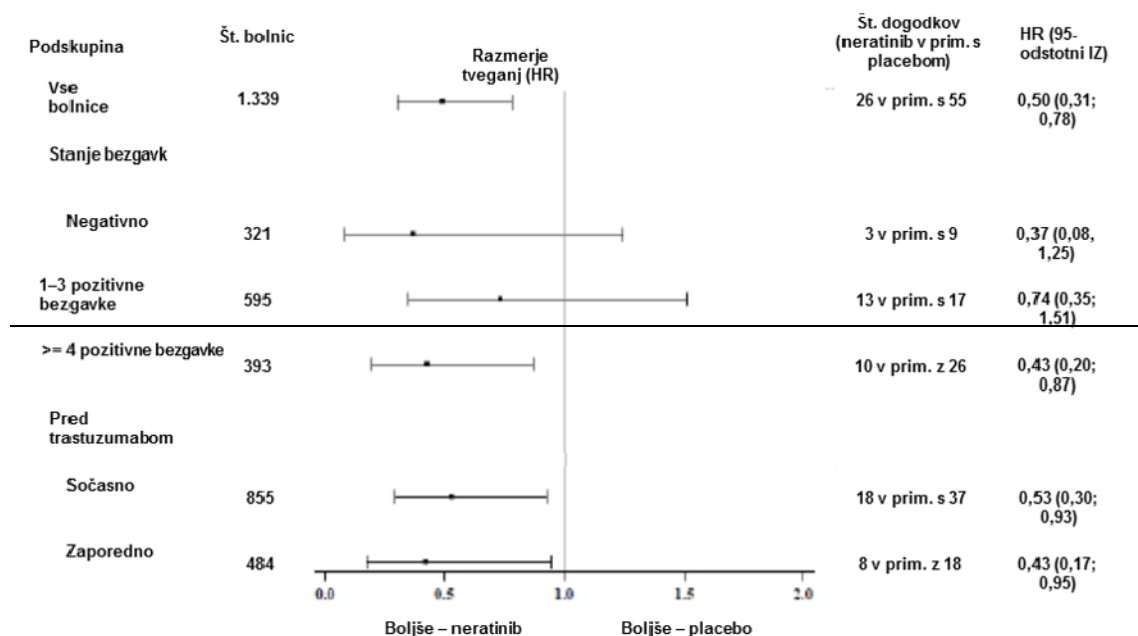 Podskupina
Št. bolnic
Razmerje
tveganj (HR)
Št. dogodkov
(neratinib v prim. s
placebom)
HR (95-
odstotni IZ)
Vse
bolnice
1.339
26 v prim. s 55
0,50 (0,31;
0,78)
Stanje bezgavk
Negativno
321
3 v prim. s 9
0,37 (0,08,
1,25)
1–3 pozitivne
bezgavke
595
13 v prim. s 17
0,74 (0,35;
1,51)
>= 4 pozitivne bezgavke
393
10 v prim. z 26
0,43 (0,20;
0,87)
Pred
trastuzumabom
Sočasno
855
18 v prim. s 37
0,53 (0,30;
0,93)
Zaporedno
484
8 v prim. z 18
0,43 (0,17;
0,95)
0.0 0.5 1.0 1.5 2.0
Boljše – neratinib
Boljše – placebo